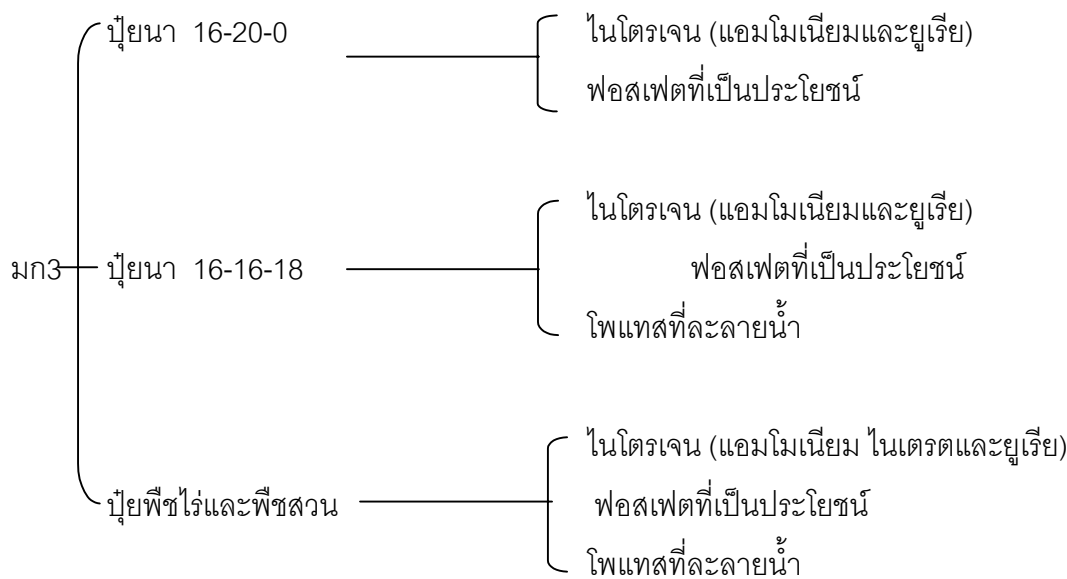 ปุ๋ยนา 16-20-0
ไนโตรเจน (แอมโมเนียมและยูเรีย)
ฟอสเฟตที่เป็นประโยชน์
มก3
ปุ๋ยนา 16-16-18
ไนโตรเจน (แอมโมเนียมและยูเรีย)
ฟอสเฟตที่เป็นประโยชน์
โพแทสที่ละลายน้ำ
ปุ๋ยพืชไร่และพืชสวน
ไนโตรเจน (แอมโมเนียม ไนเตรตและยูเรีย)
ฟอสเฟตที่เป็นประโยชน์
โพแทสที่ละลายน้ำ